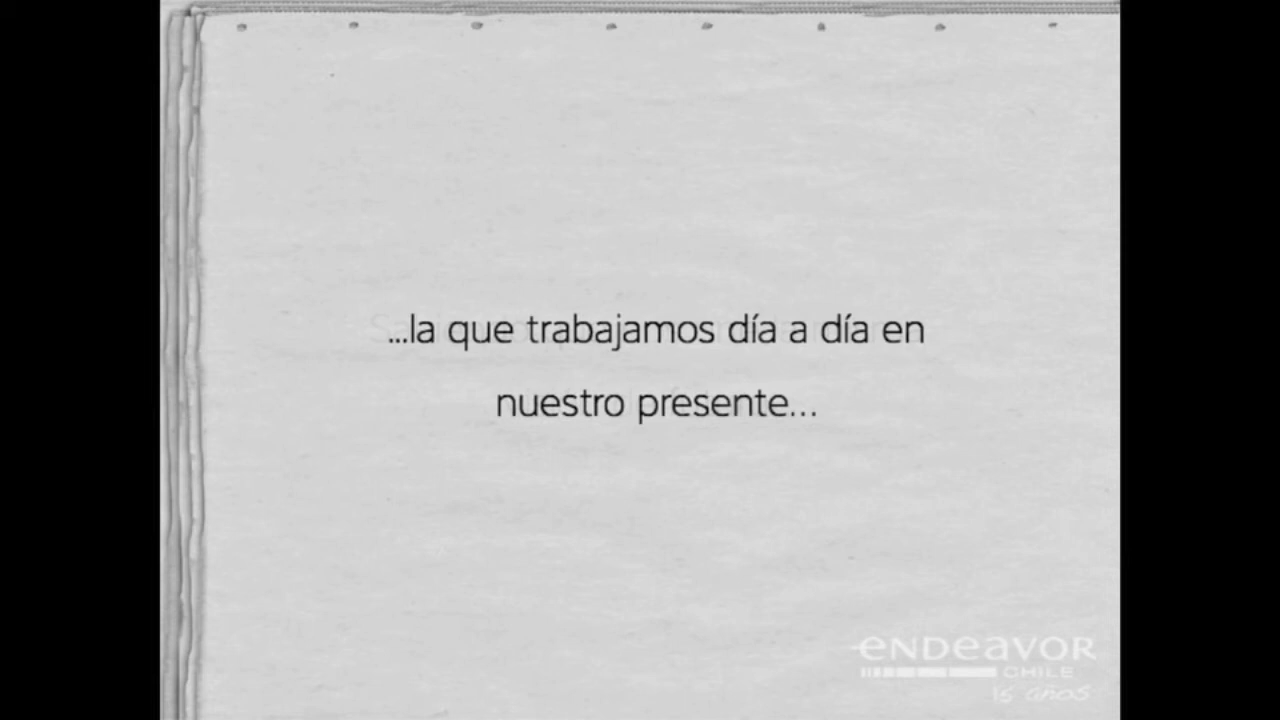 ...la que trabajamos día a día en
nuestro presente...
ENDEAVOR
CHILE
15 años